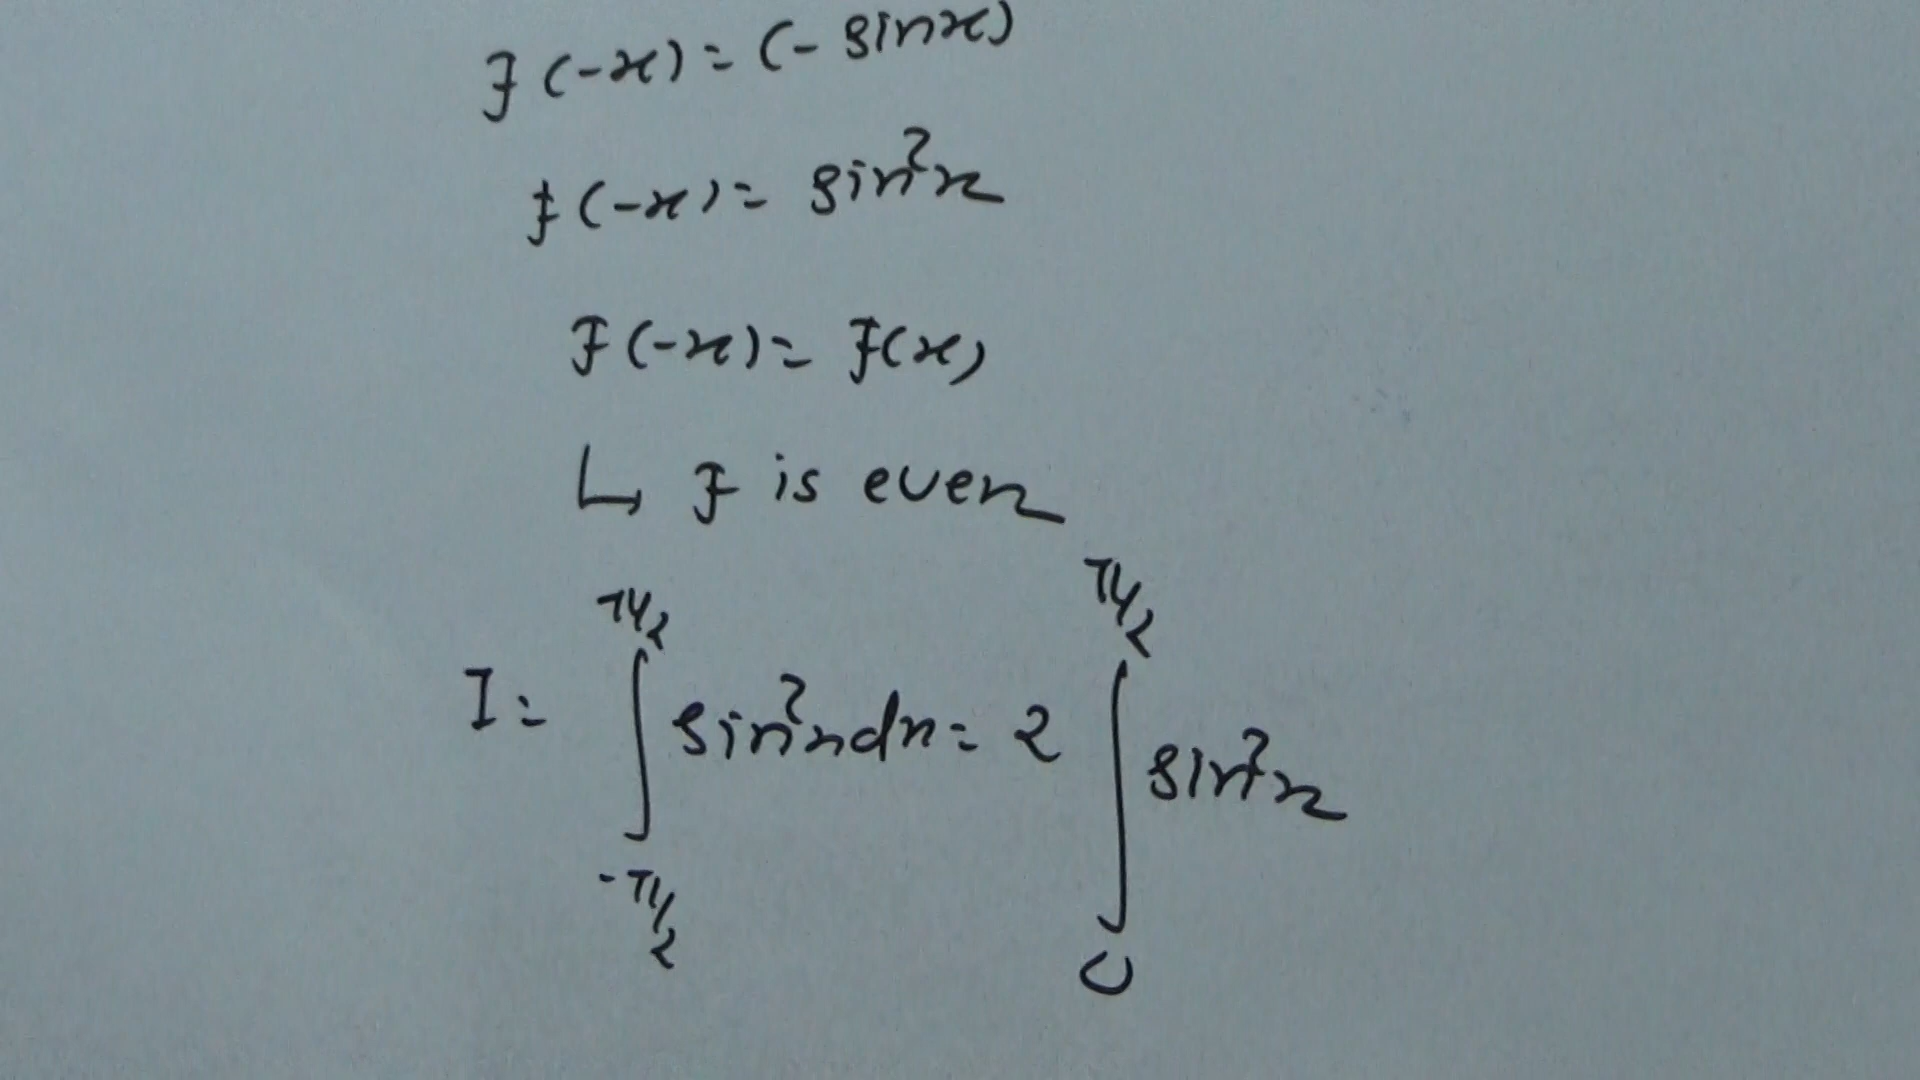 f(-x) = (- sinx)
f(-x) = sin²x
f(-x) = f(x)
↳ f is even
I = ∫_{-π/2}^{π/2} sin²x dx = 2 ∫_{0}^{π/2} sin²x